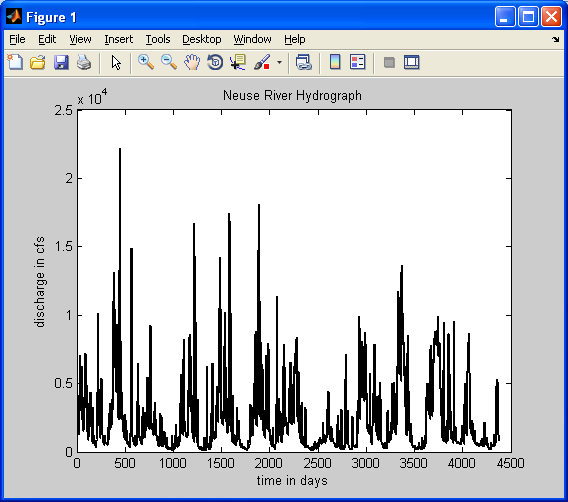 Figure 1
File Edit View Insert Tools Desktop Window Help
x 10^4
Neuse River Hydrograph
2.5
2
1.5
1
0.5
0
discharge in cfs
0 500 1000 1500 2000 2500 3000 3500 4000 4500
time in days